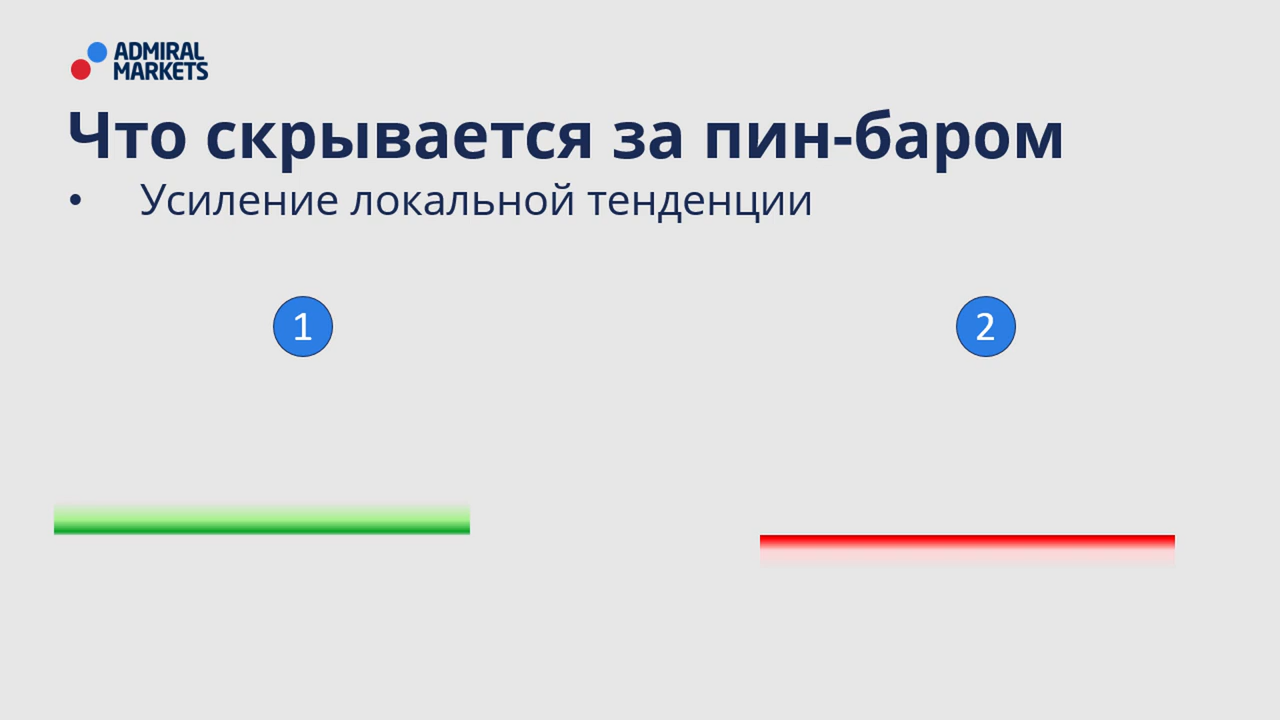 ADMIRAL
MARKETS
Что скрывается за пин-баром
• Усиление локальной тенденции
1 2